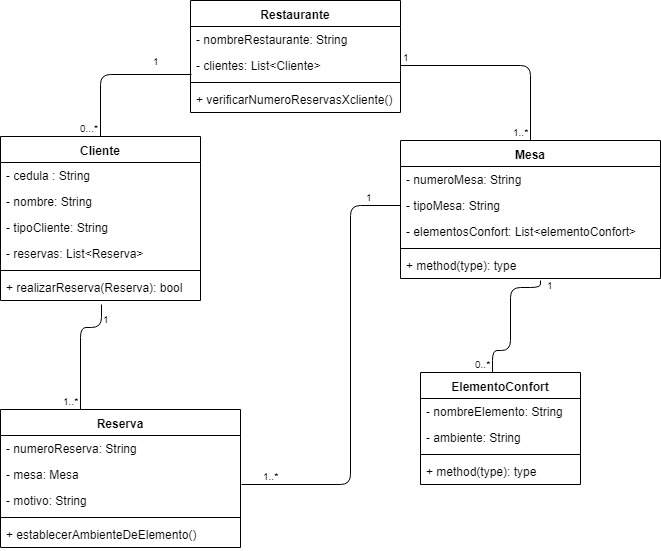 Restaurante
- nombreRestaurante: String
- clientes: List<Cliente>
+ verificarNumeroReservasXcliente()
1
0...*
1
1..*
Cliente
- cedula : String
- nombre: String
- tipoCliente: String
- reservas: List<Reserva>
+ realizarReserva(Reserva): bool
Mesa
- numeroMesa: String
- tipoMesa: String
- elementosConfort: List<elementoConfort>
+ method(type): type
1
1
1..*
1
0..*
1..*
ElementoConfort
- nombreElemento: String
- ambiente: String
+ method(type): type
Reserva
- numeroReserva: String
- mesa: Mesa
- motivo: String
+ establecerAmbienteDeElemento()